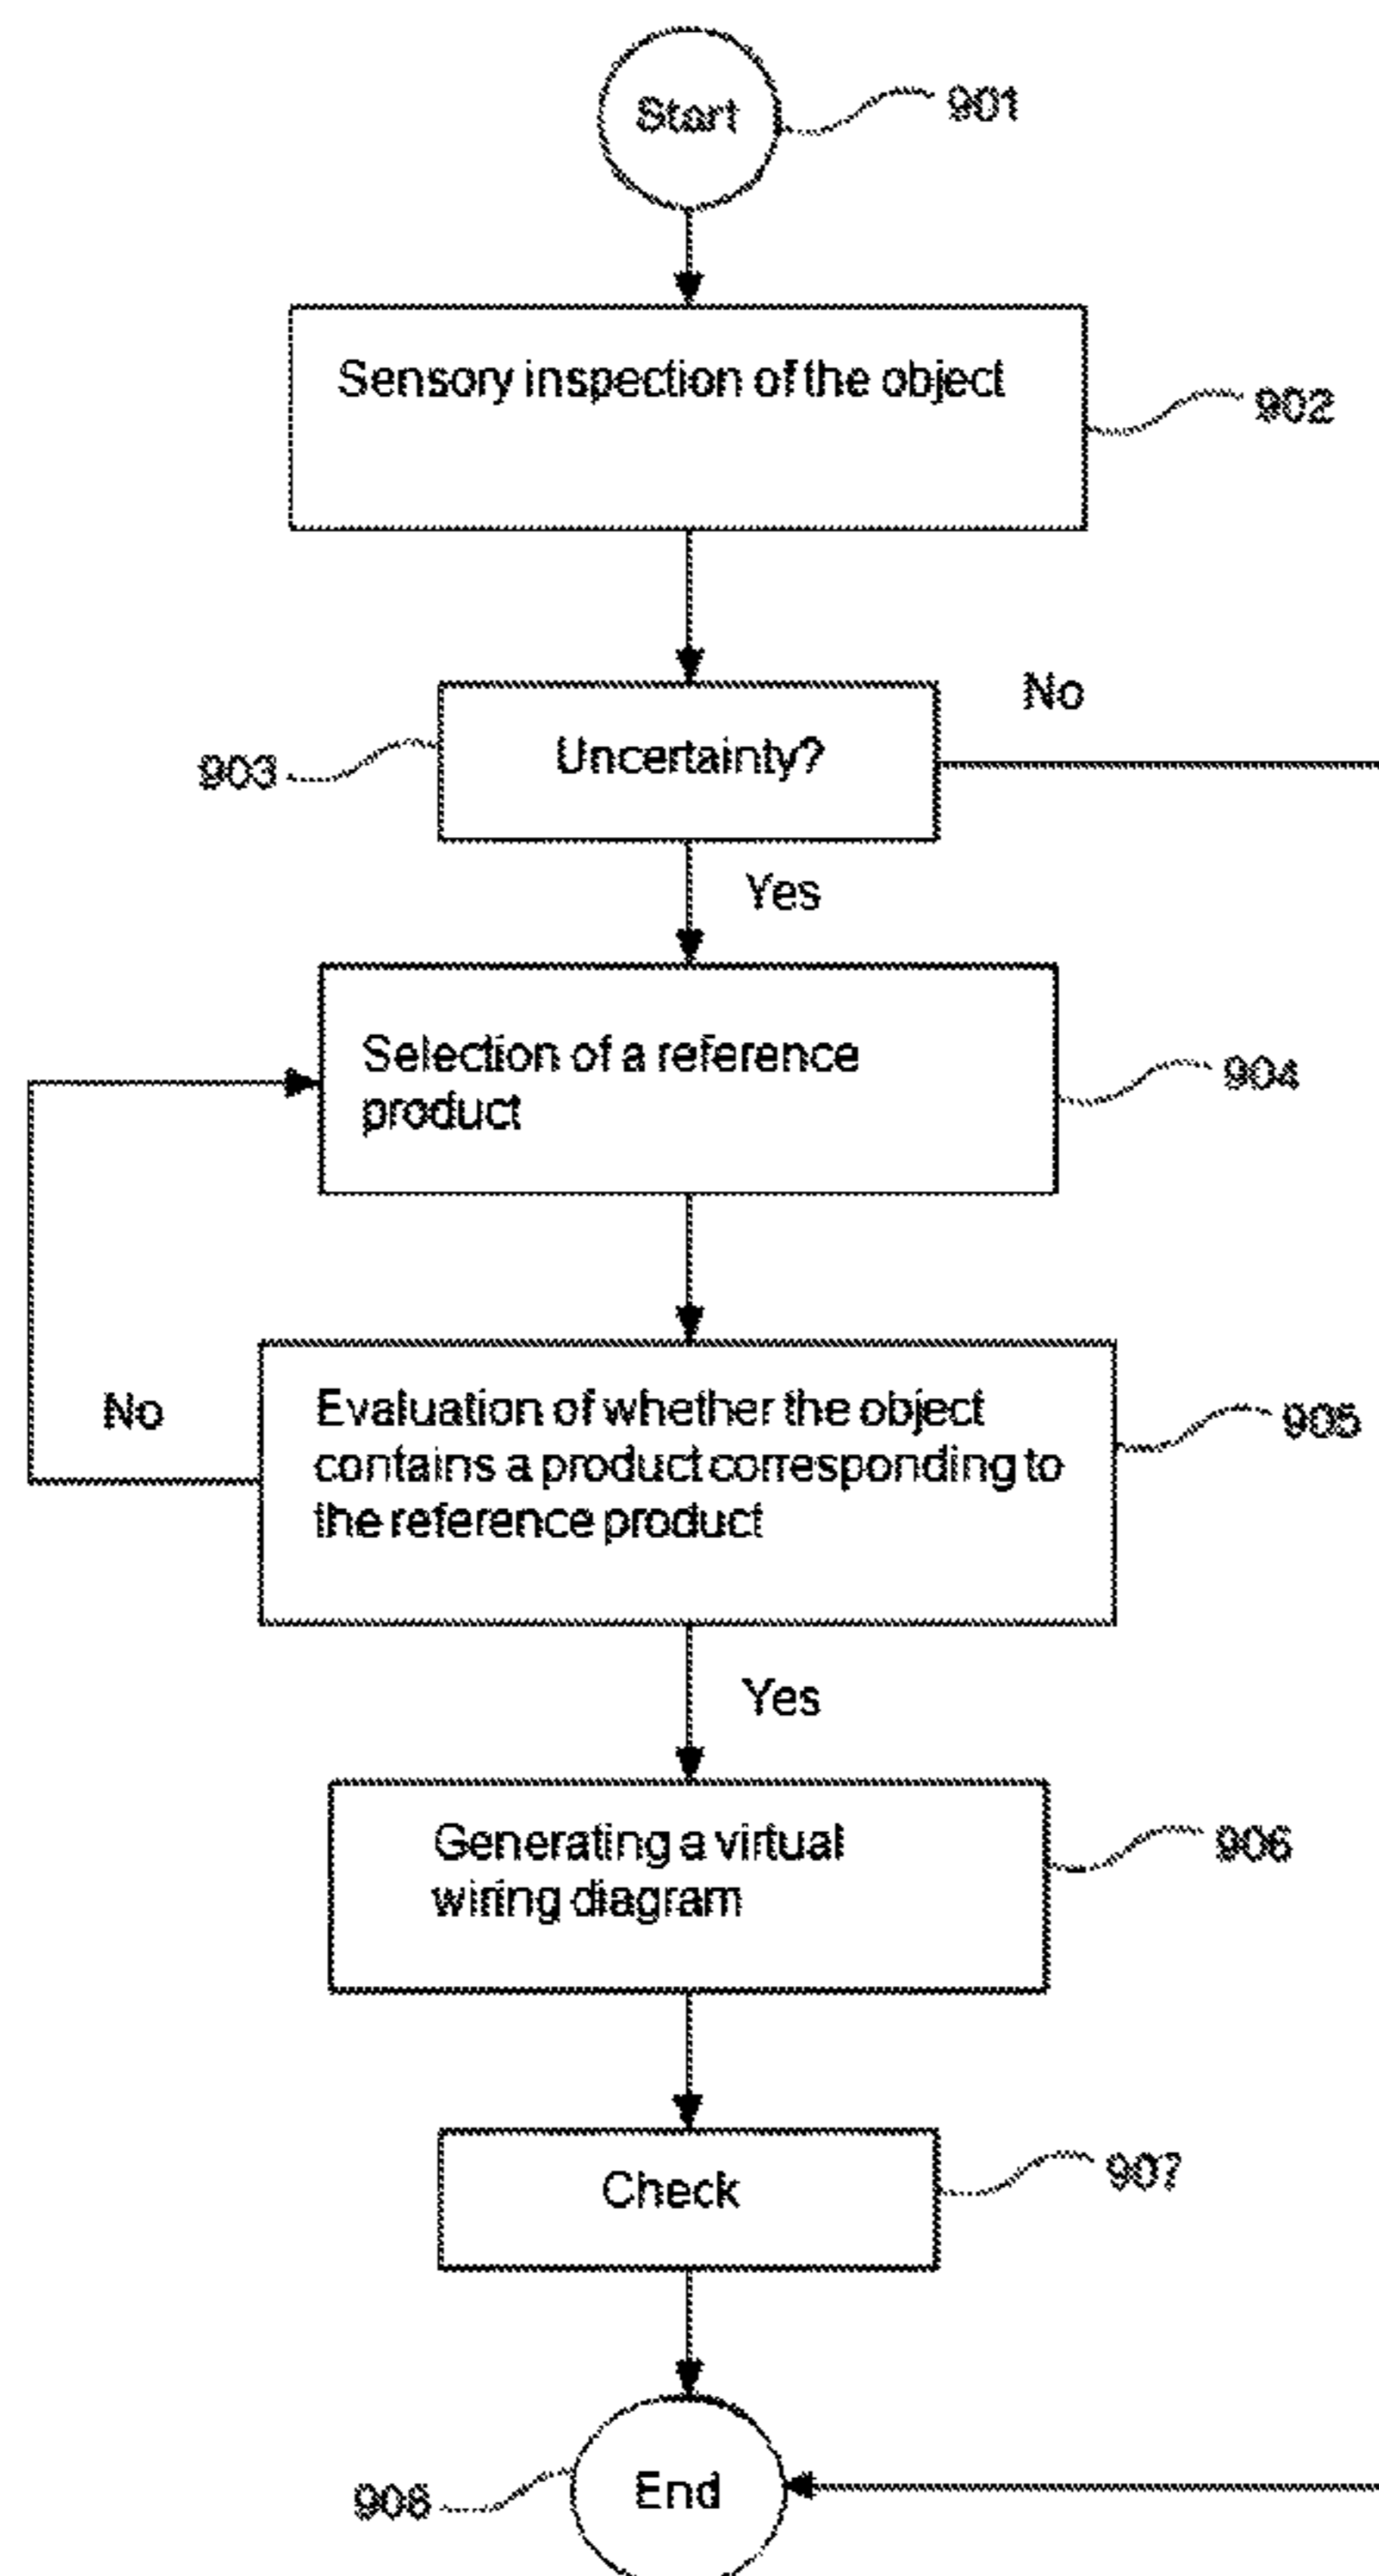 Start
901
Sensory inspection of the object
902
No
Uncertainty?
903
Yes
Selection of a reference
product
904
No
Evaluation of whether the object
contains a product corresponding to
the reference product
905
Yes
Generating a virtual
wiring diagram
906
Check
907
End
908